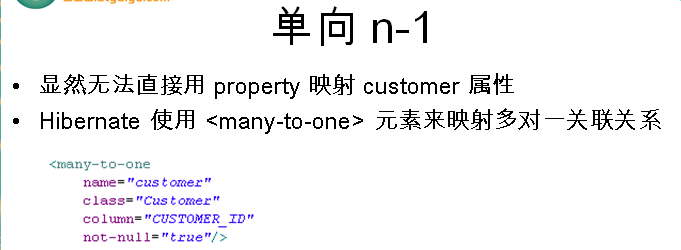 单向 n-1
• 显然无法直接用 property 映射 customer 属性
• Hibernate 使用 <many-to-one> 元素来映射多对一关联关系
<many-to-one
name="customer"
class="Customer"
column="CUSTOMER_ID"
not-null="true"/>